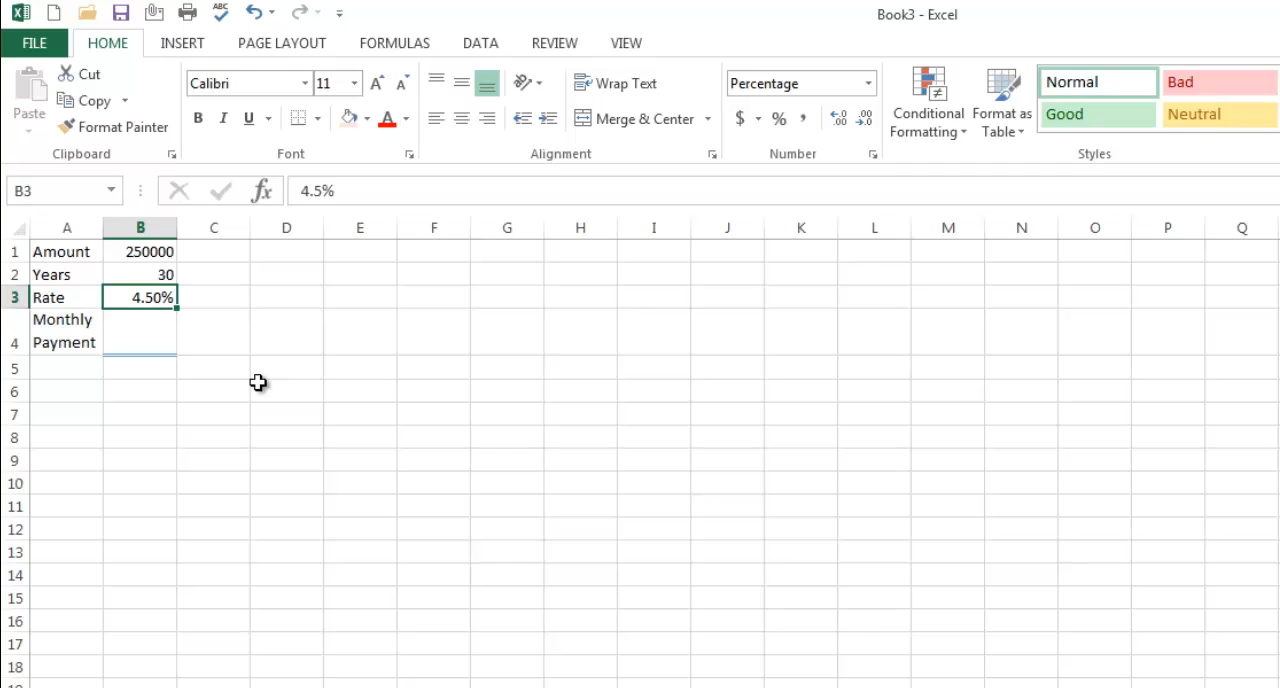 ABC
Book3 - Excel
FILE HOME INSERT PAGE LAYOUT FORMULAS DATA REVIEW VIEW
Paste
Cut
Copy
Format Painter
Clipboard
Calibri 11 A A
B I U A
Font
Wrap Text
Merge & Center
Alignment
Percentage
$ % , .0 .00 .00 .0
Number
Conditional Formatting
Format as Table
Normal Bad
Good Neutral
Styles
B3 fx 4.5%
A B C D E F G H I J K L M N O P Q
1 Amount 250000
2 Years 30
3 Rate 4.50%
Monthly
4 Payment
5
6
7
8
9
10
11
12
13
14
15
16
17
18